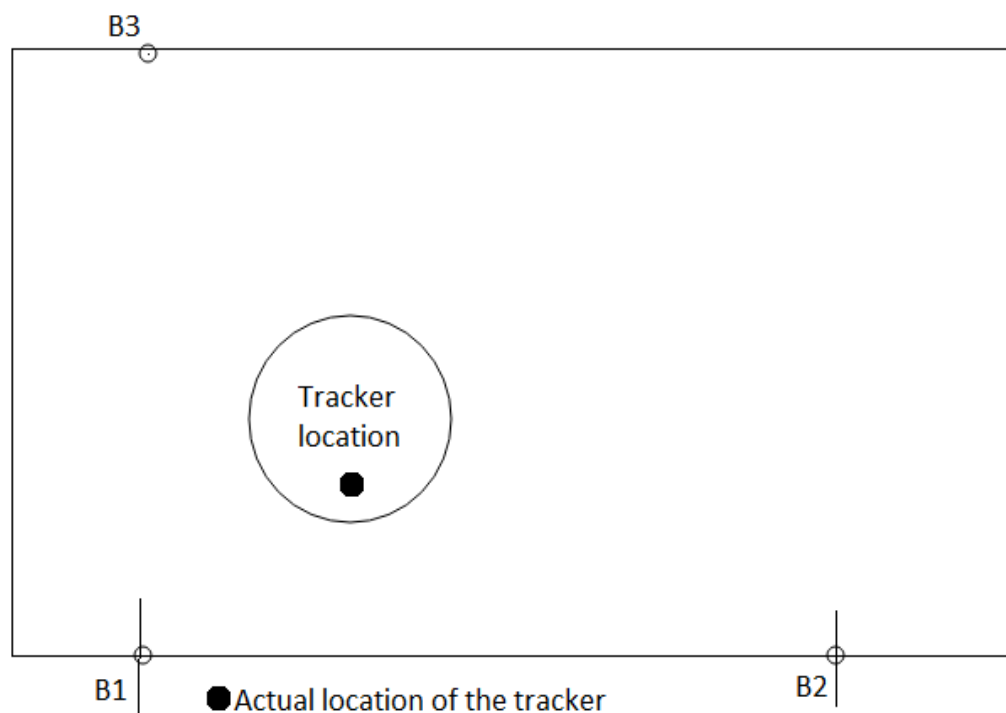 B3
Tracker
location
B1
B2
Actual location of the tracker